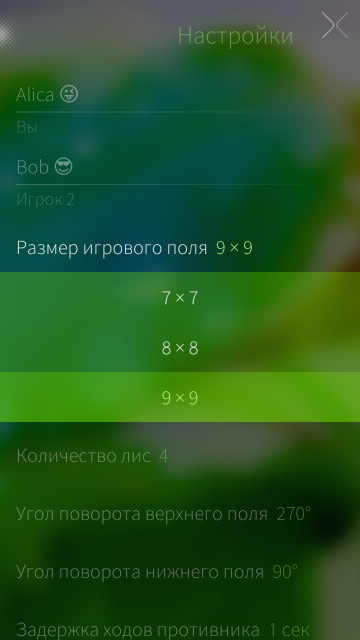 Настройки
Alica 😜
Вы
Bob 😎
Игрок 2
Размер игрового поля 9 × 9
7 × 7
8 × 8
9 × 9
Количество лис 4
Угол поворота верхнего поля 270°
Угол поворота нижнего поля 90°
Задержка ходов противника 1 сек